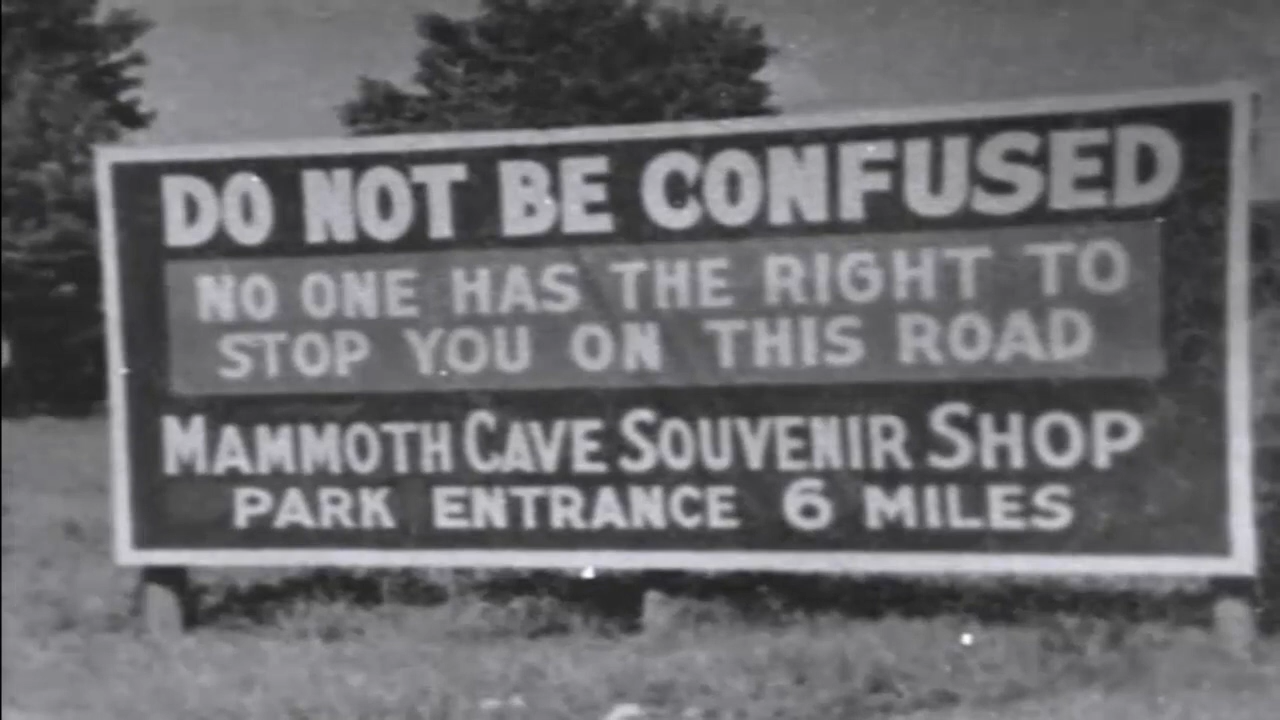 DO NOT BE CONFUSED
NO ONE HAS THE RIGHT TO
STOP YOU ON THIS ROAD
MAMMOTH CAVE SOUVENIR SHOP
PARK ENTRANCE 6 MILES